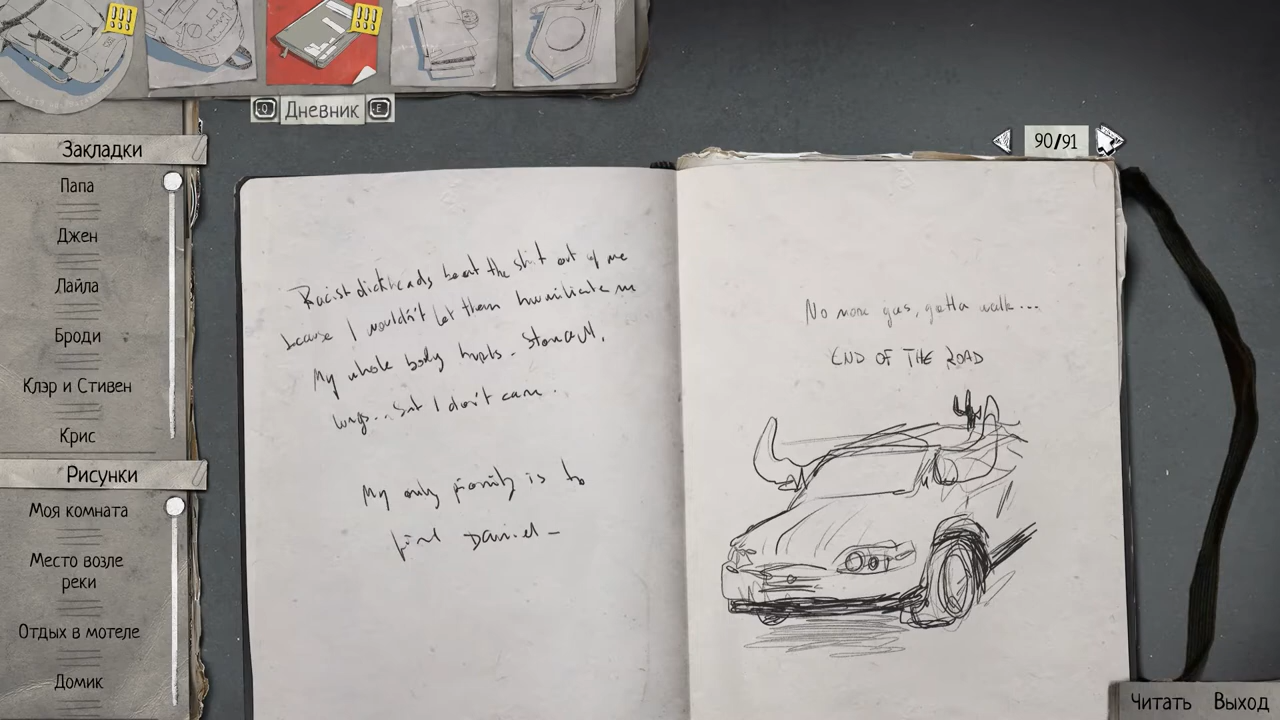 Q
Дневник
E
Закладки
Папа
Джен
Лайла
Броди
Клэр и Стивен
Крис
Рисунки
Моя комната
Место возле
реки
Отдых в мотеле
Домик
90/91
Racist dickheads beat the shit out of me
because I wouldn't let them humiliate me
My whole body hurts. Stomach,
lungs... but I don't care.
My only priority is to
find Daniel -
No more gas, gotta walk...
END OF THE ROAD
Читать
Выход